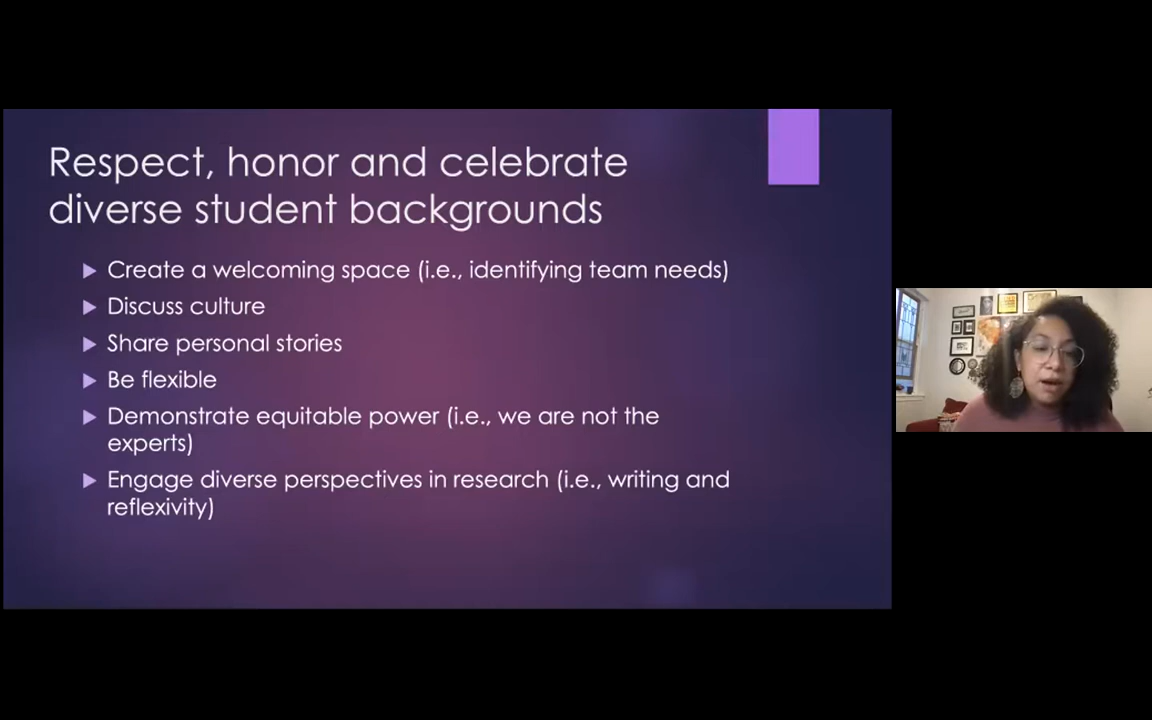 Respect, honor and celebrate
diverse student backgrounds
Create a welcoming space (i.e., identifying team needs)
Discuss culture
Share personal stories
Be flexible
Demonstrate equitable power (i.e., we are not the
experts)
Engage diverse perspectives in research (i.e., writing and
reflexivity)